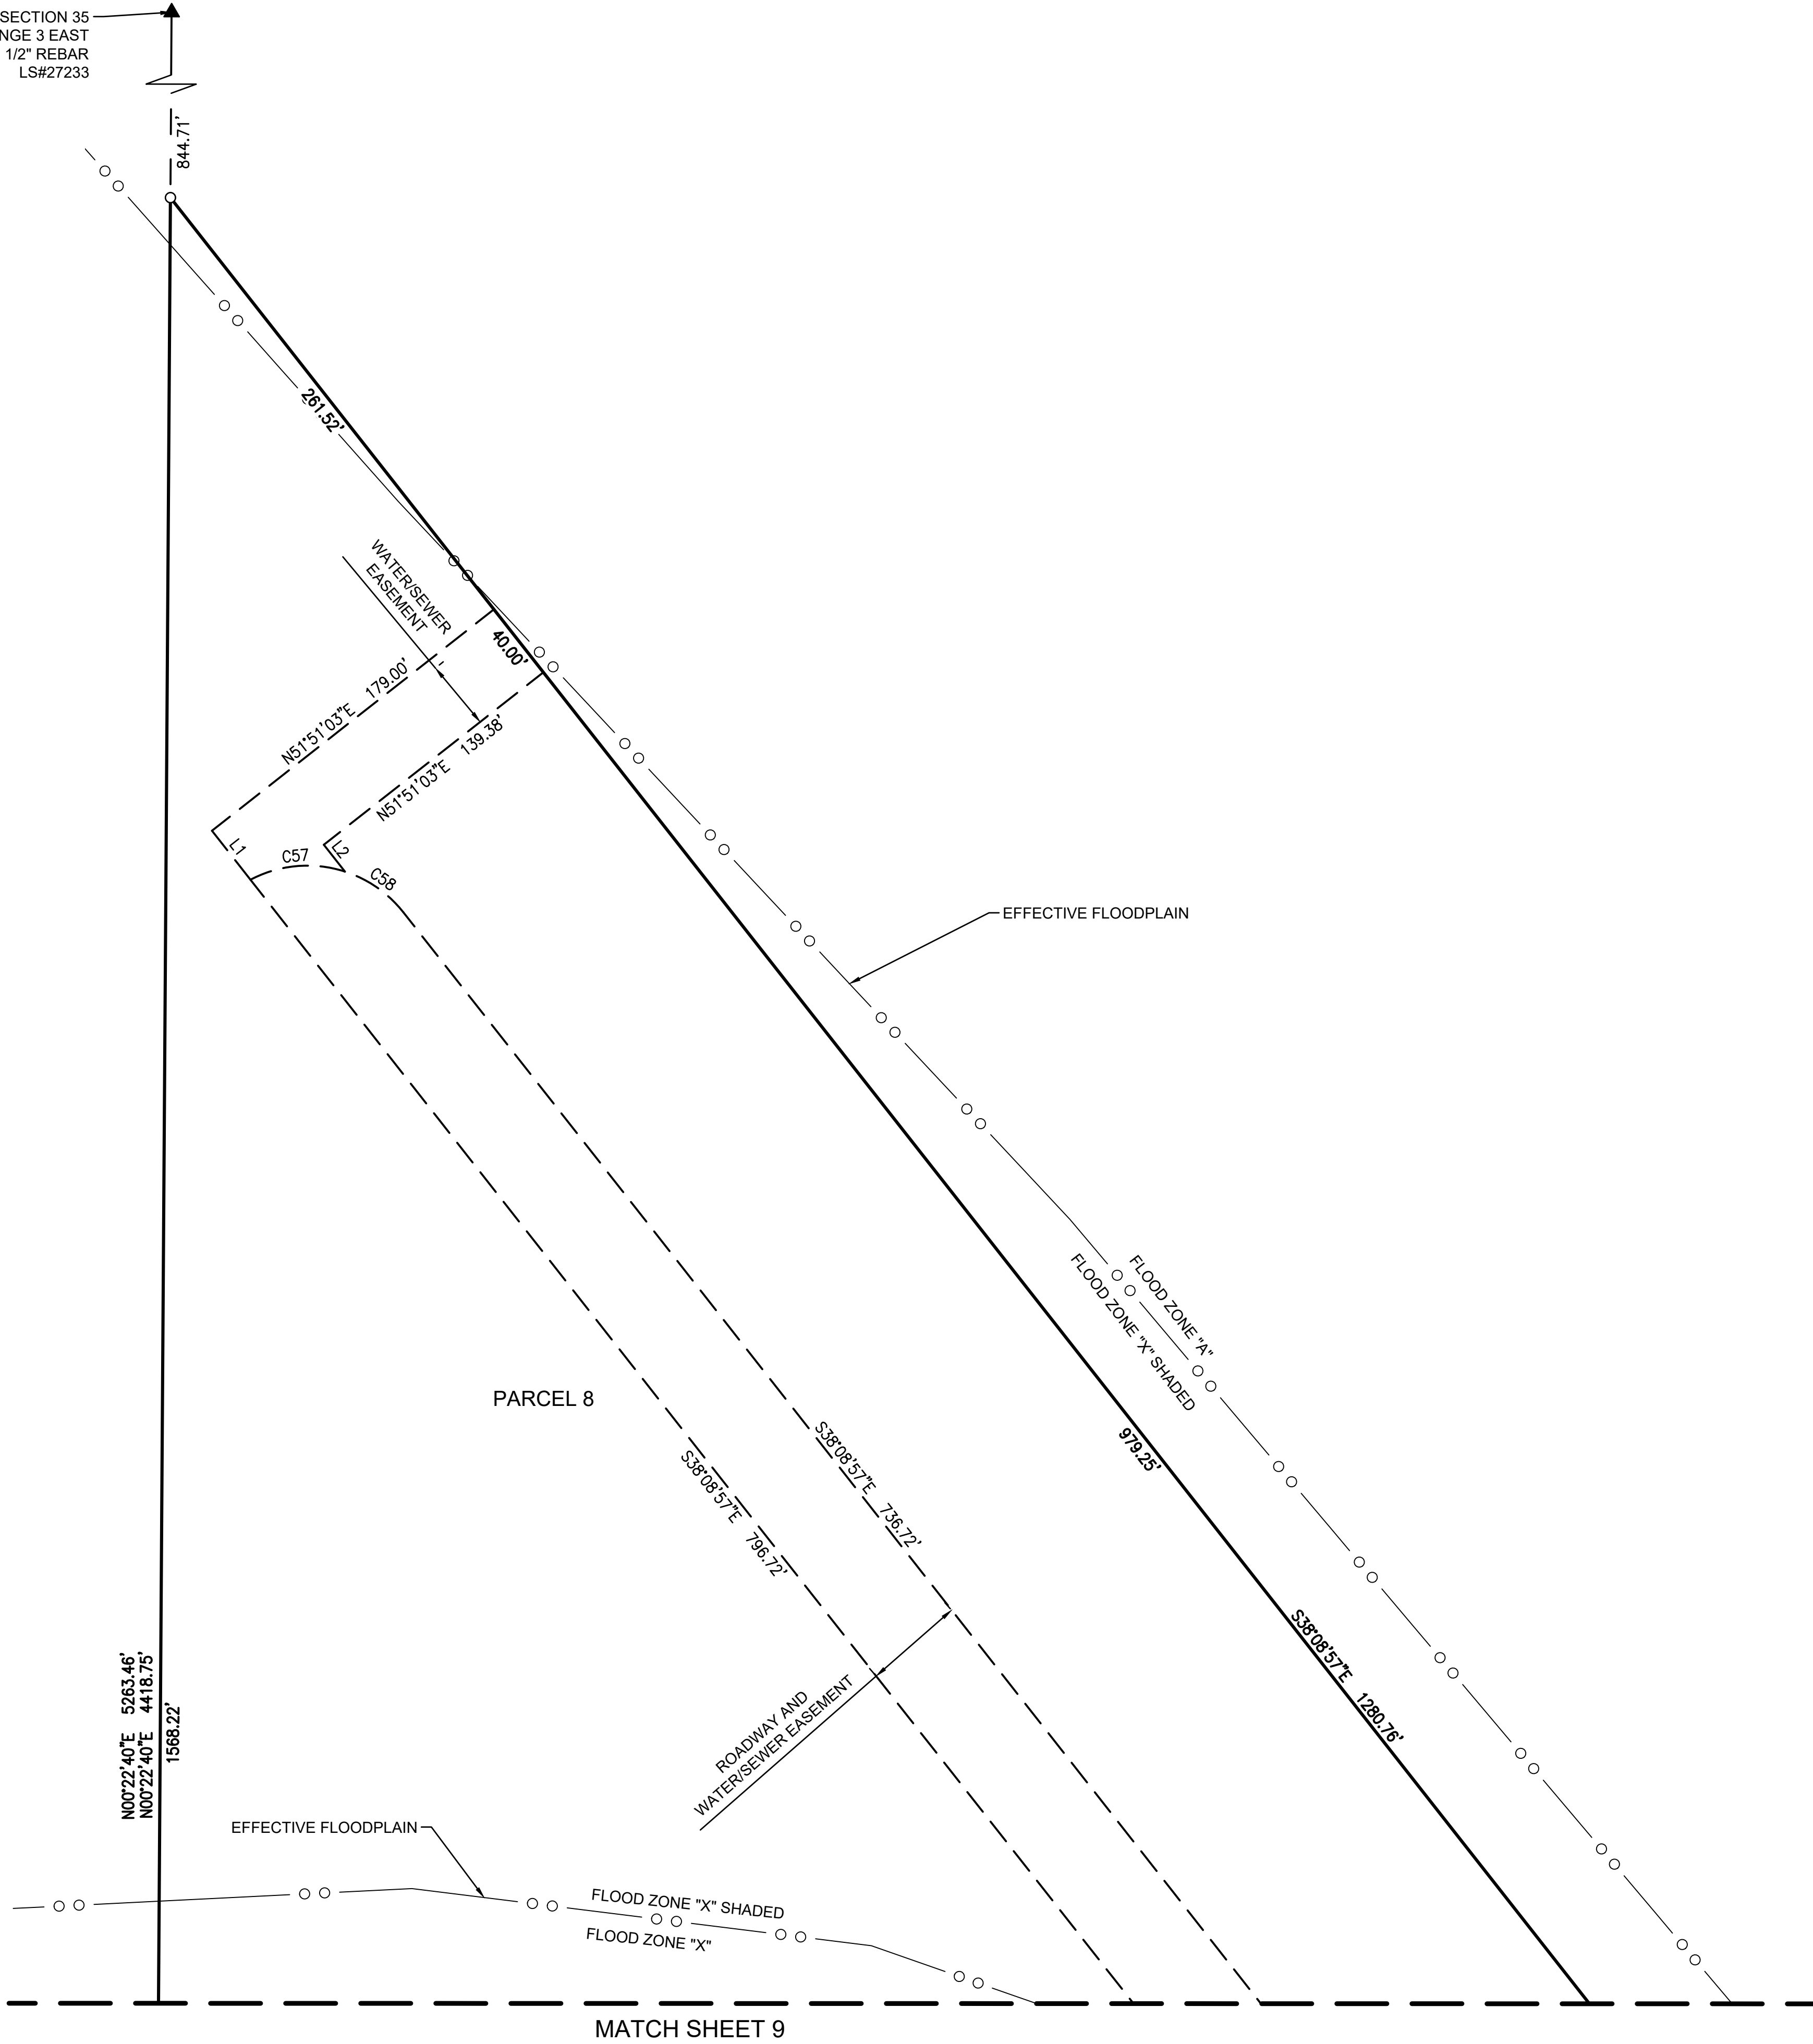 SECTION 35
NGE 3 EAST
1/2" REBAR
LS#27233
844.71'
261.52'
WATER/SEWER
EASEMENT
40.00'
N51°51'03"E 179.00'
N51°51'03"E 139.38'
L1
L2
C57
C58
EFFECTIVE FLOODPLAIN
FLOOD ZONE "A"
FLOOD ZONE "X" SHADED
PARCEL 8
979.25'
S38°08'57"E 736.72'
S38°08'57"E 796.72'
S38°08'57"E 1280.76'
ROADWAY AND
WATER/SEWER EASEMENT
N00°22'40"E 5263.46'
N00°22'40"E 4418.75'
1568.22'
EFFECTIVE FLOODPLAIN
FLOOD ZONE "X" SHADED
FLOOD ZONE "X"
MATCH SHEET 9